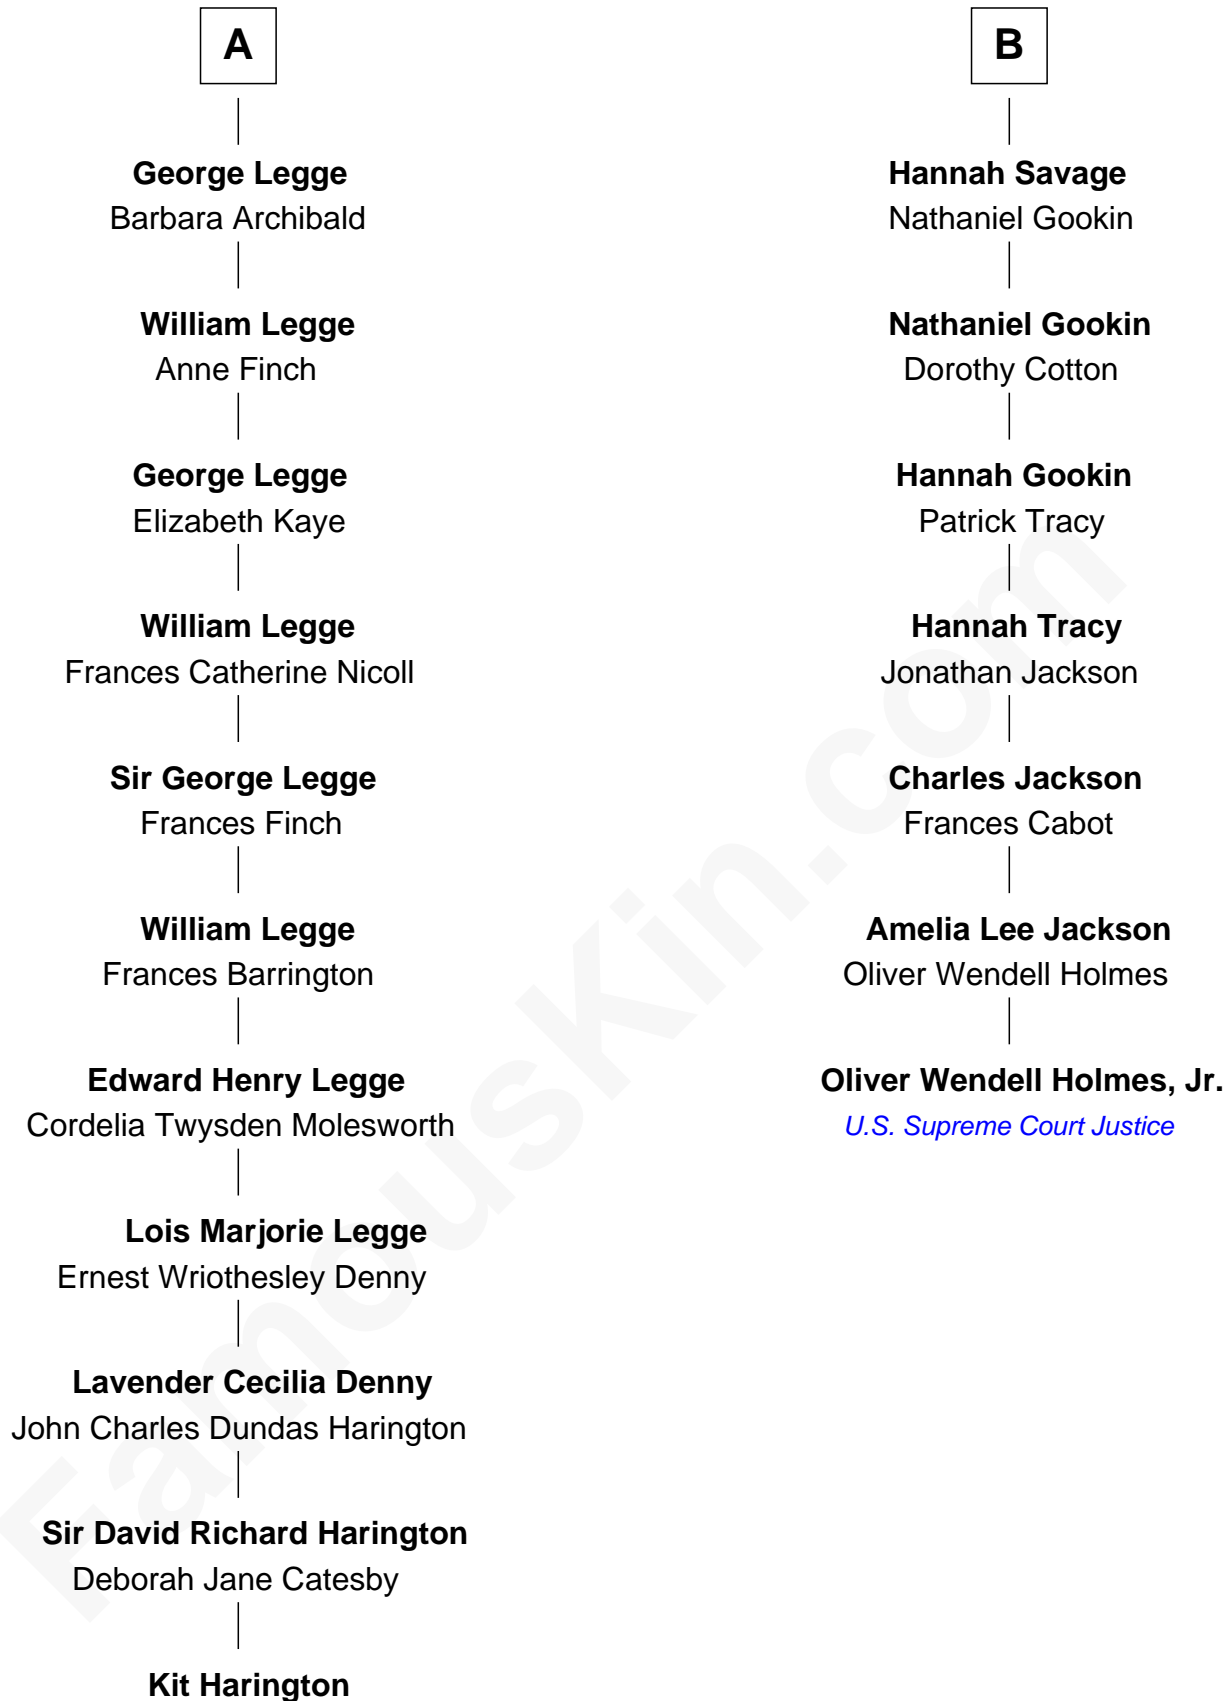 A
George Legge
Barbara Archibald
William Legge
Anne Finch
George Legge
Elizabeth Kaye
William Legge
Frances Catherine Nicoll
Sir George Legge
Frances Finch
William Legge
Frances Barrington
Edward Henry Legge
Cordelia Twysden Molesworth
Lois Marjorie Legge
Ernest Wriothesley Denny
Lavender Cecilia Denny
John Charles Dundas Harington
Sir David Richard Harington
Deborah Jane Catesby
Kit Harington
B
Hannah Savage
Nathaniel Gookin
Nathaniel Gookin
Dorothy Cotton
Hannah Gookin
Patrick Tracy
Hannah Tracy
Jonathan Jackson
Charles Jackson
Frances Cabot
Amelia Lee Jackson
Oliver Wendell Holmes
Oliver Wendell Holmes, Jr.
U.S. Supreme Court Justice
FamousKin.com